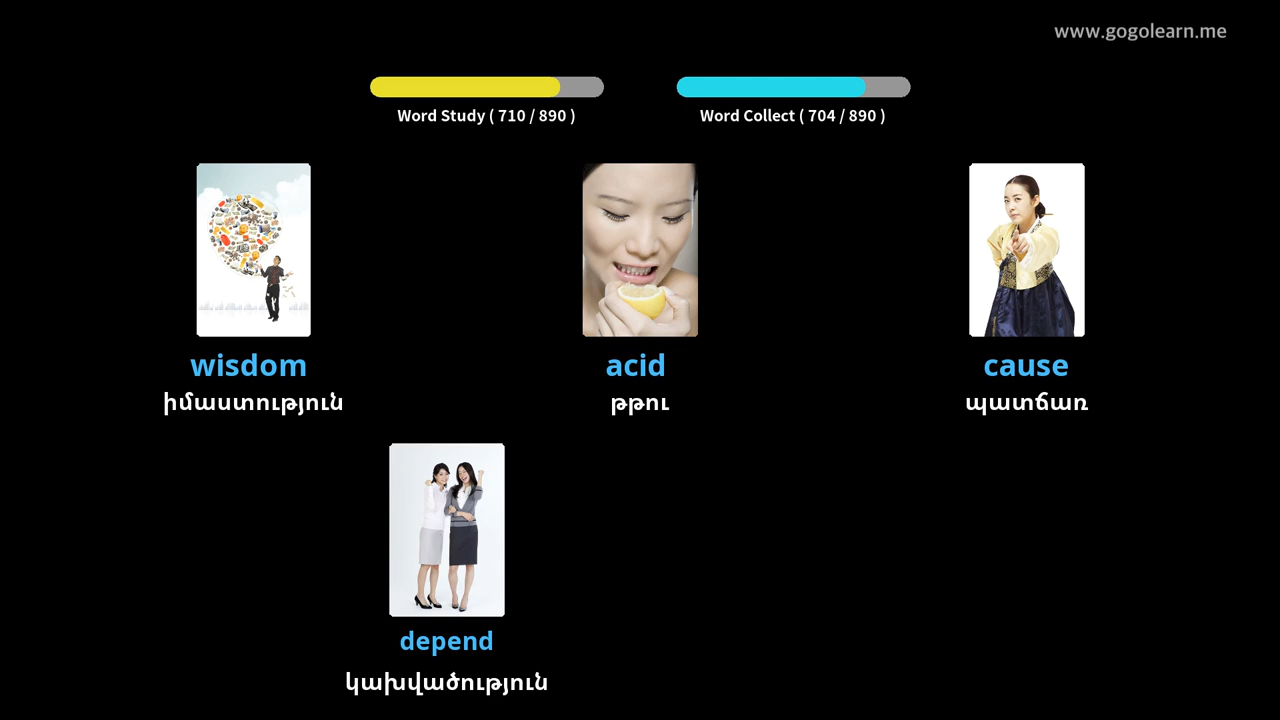 www.gogolearn.me
Word Study ( 710 / 890 )
Word Collect ( 704 / 890 )
wisdom
իմաստություն
acid
թթու
cause
պատճառ
depend
կախվածություն